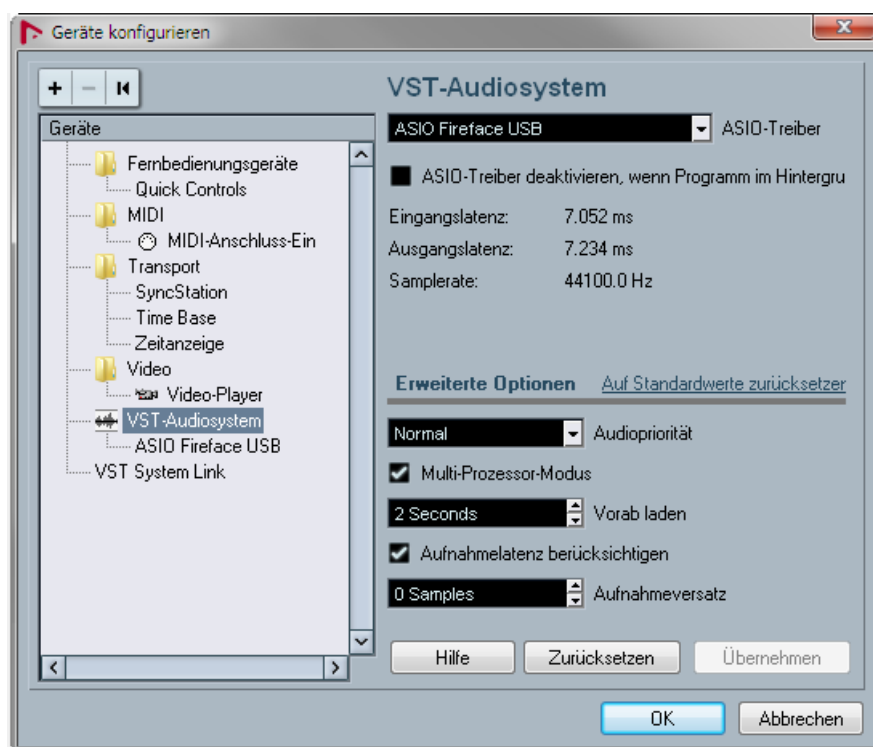 Geräte konfigurieren
Geräte
Fernbedienungsgeräte
Quick Controls
MIDI
MIDI-Anschluss-Ein
Transport
SyncStation
Time Base
Zeitanzeige
Video
Video-Player
VST-Audiosystem
ASIO Fireface USB
VST System Link
VST-Audiosystem
ASIO Fireface USB ASIO-Treiber
ASIO-Treiber deaktivieren, wenn Programm im Hintergru
Eingangslatenz: 7.052 ms
Ausgangslatenz: 7.234 ms
Samplerate: 44100.0 Hz
Erweiterte Optionen Auf Standardwerte zurücksetzer
Normal Audiopriorität
Multi-Prozessor-Modus
2 Seconds Vorab laden
Aufnahmelatenz berücksichtigen
0 Samples Aufnahmeversatz
Hilfe Zurücksetzen Übernehmen
OK Abbrechen